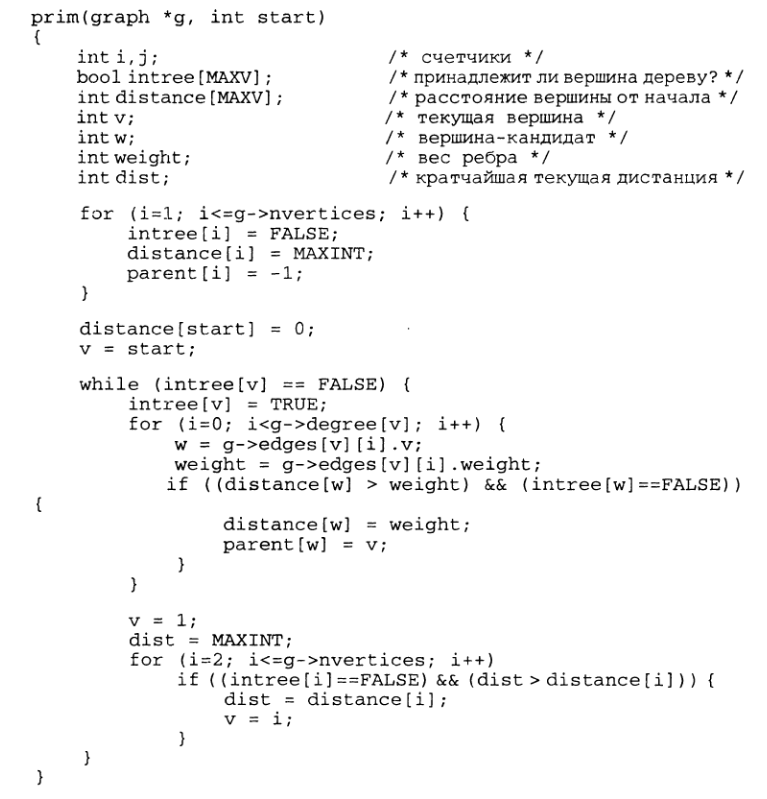 prim(graph *g, int start)
{
int i,j; /* счетчики */
bool intree[MAXV]; /* принадлежит ли вершина дереву? */
int distance[MAXV]; /* расстояние вершины от начала */
int v; /* текущая вершина */
int w; /* вершина-кандидат */
int weight; /* вес ребра */
int dist; /* кратчайшая текущая дистанция */
for (i=1; i<=g->nvertices; i++) {
intree[i] = FALSE;
distance[i] = MAXINT;
parent[i] = -1;
}
distance[start] = 0;
v = start;
while (intree[v] == FALSE) {
intree[v] = TRUE;
for (i=0; i<g->degree[v]; i++) {
w = g->edges[v][i].v;
weight = g->edges[v][i].weight;
if ((distance[w] > weight) && (intree[w]==FALSE))
{
distance[w] = weight;
parent[w] = v;
}
}
v = 1;
dist = MAXINT;
for (i=2; i<=g->nvertices; i++)
if ((intree[i]==FALSE) && (dist > distance[i])) {
dist = distance[i];
v = i;
}
}
}